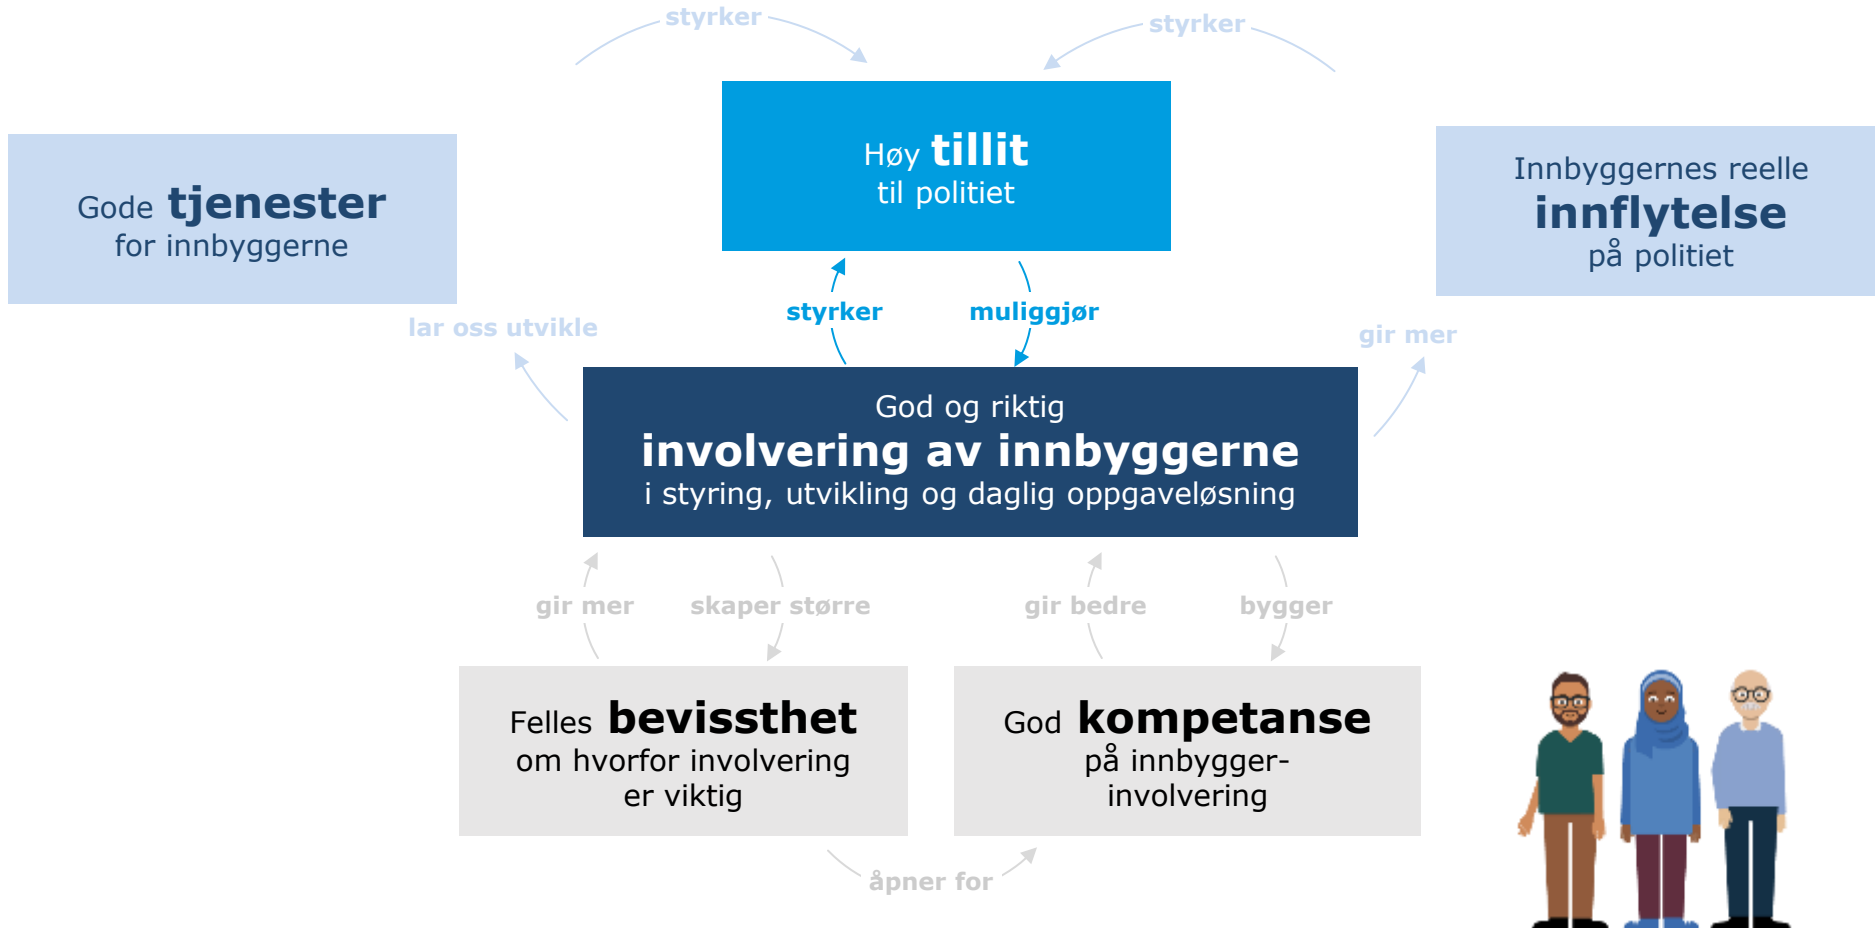 styrker
styrker
Høy tillit
til politiet
Gode tjenester
for innbyggerne
Innbyggernes reelle
innflytelse
på politiet
styrker
muliggjør
lar oss utvikle
gir mer
God og riktig
involvering av innbyggerne
i styring, utvikling og daglig oppgaveløsning
gir mer
skaper større
gir bedre
bygger
Felles bevissthet
om hvorfor involvering
er viktig
God kompetanse
på innbygger-
involvering
åpner for